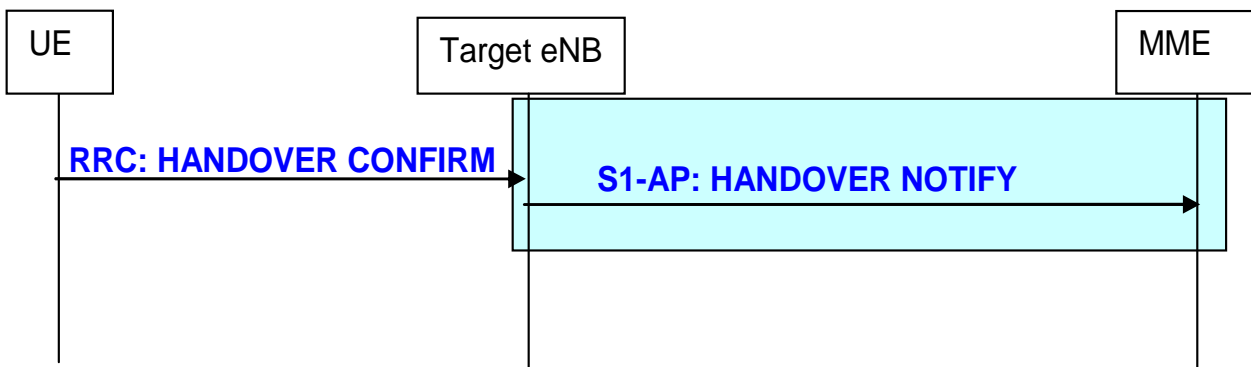 UE
Target eNB
MME
RRC: HANDOVER CONFIRM
S1-AP: HANDOVER NOTIFY